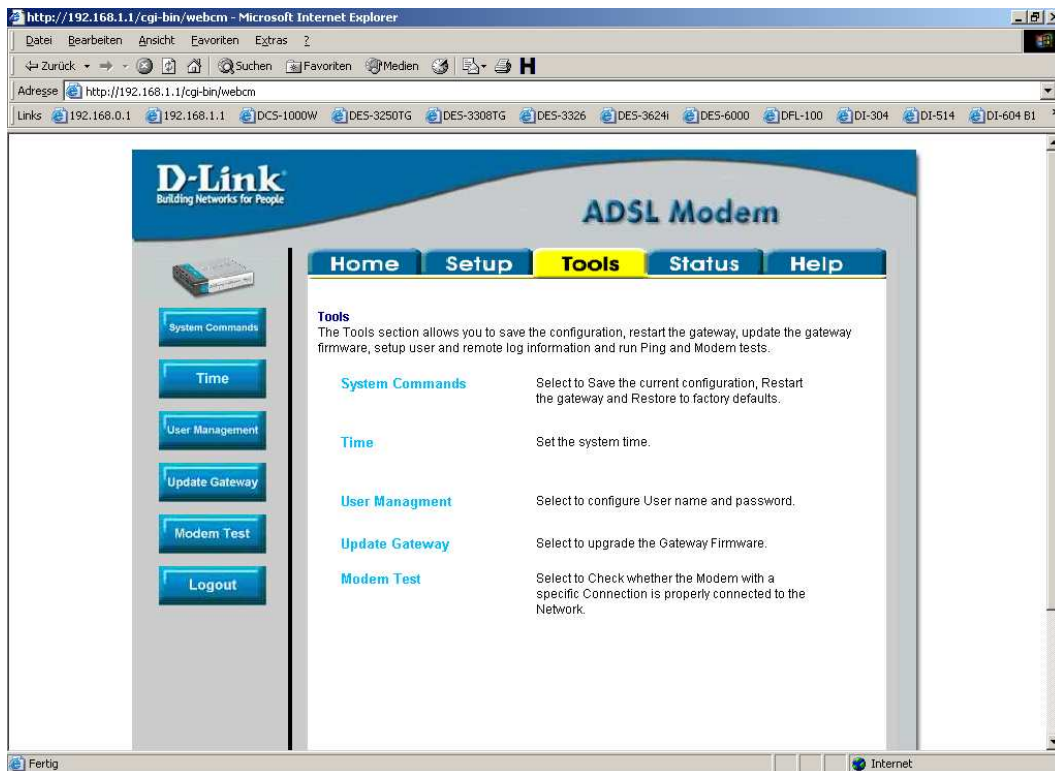 http://192.168.1.1/cgi-bin/webcm - Microsoft Internet Explorer
Datei Bearbeiten Ansicht Favoriten Extras ?
Zurück Suchen Favoriten Medien H
Adresse http://192.168.1.1/cgi-bin/webcm
Links 192.168.0.1 192.168.1.1 DCS-1000W DES-3250TG DES-3308TG DES-3326 DES-3624i DES-6000 DFL-100 DI-304 DI-514 DI-604 B1
D-Link
Building Networks for People
ADSL Modem
Home Setup Tools Status Help
System Commands
Time
User Management
Update Gateway
Modem Test
Logout
Tools
The Tools section allows you to save the configuration, restart the gateway, update the gateway
firmware, setup user and remote log information and run Ping and Modem tests.
System Commands Select to Save the current configuration, Restart
the gateway and Restore to factory defaults.
Time Set the system time.
User Managment Select to configure User name and password.
Update Gateway Select to upgrade the Gateway Firmware.
Modem Test Select to Check whether the Modem with a
specific Connection is properly connected to the
Network.
Fertig Internet